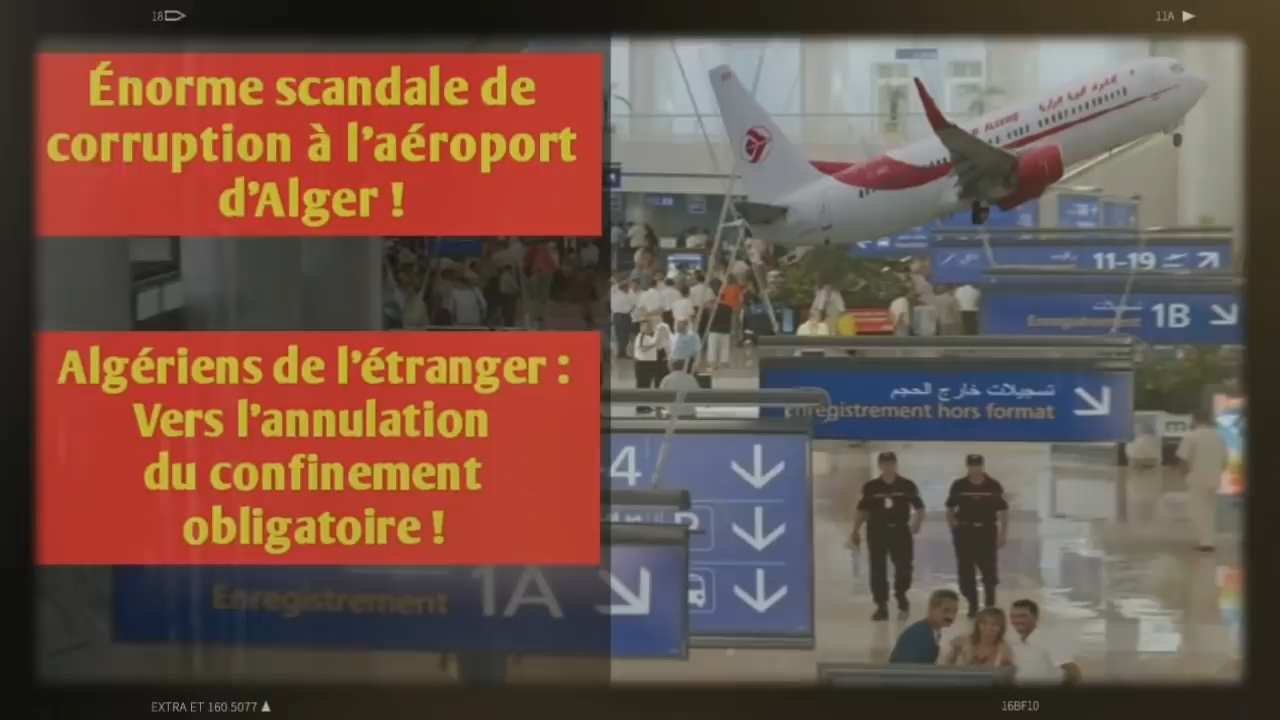 18
11A
Énorme scandale de
corruption à l'aéroport
d'Alger !
Algériens de l'étranger :
Vers l'annulation
du confinement
obligatoire !
ALGERIE
11-19
Enregistrement
1B
تسجيلات خارج الحجم
enregistrement hors format
4
P
Enregistrement 1A
EXTRA ET 160 5077
16BF10